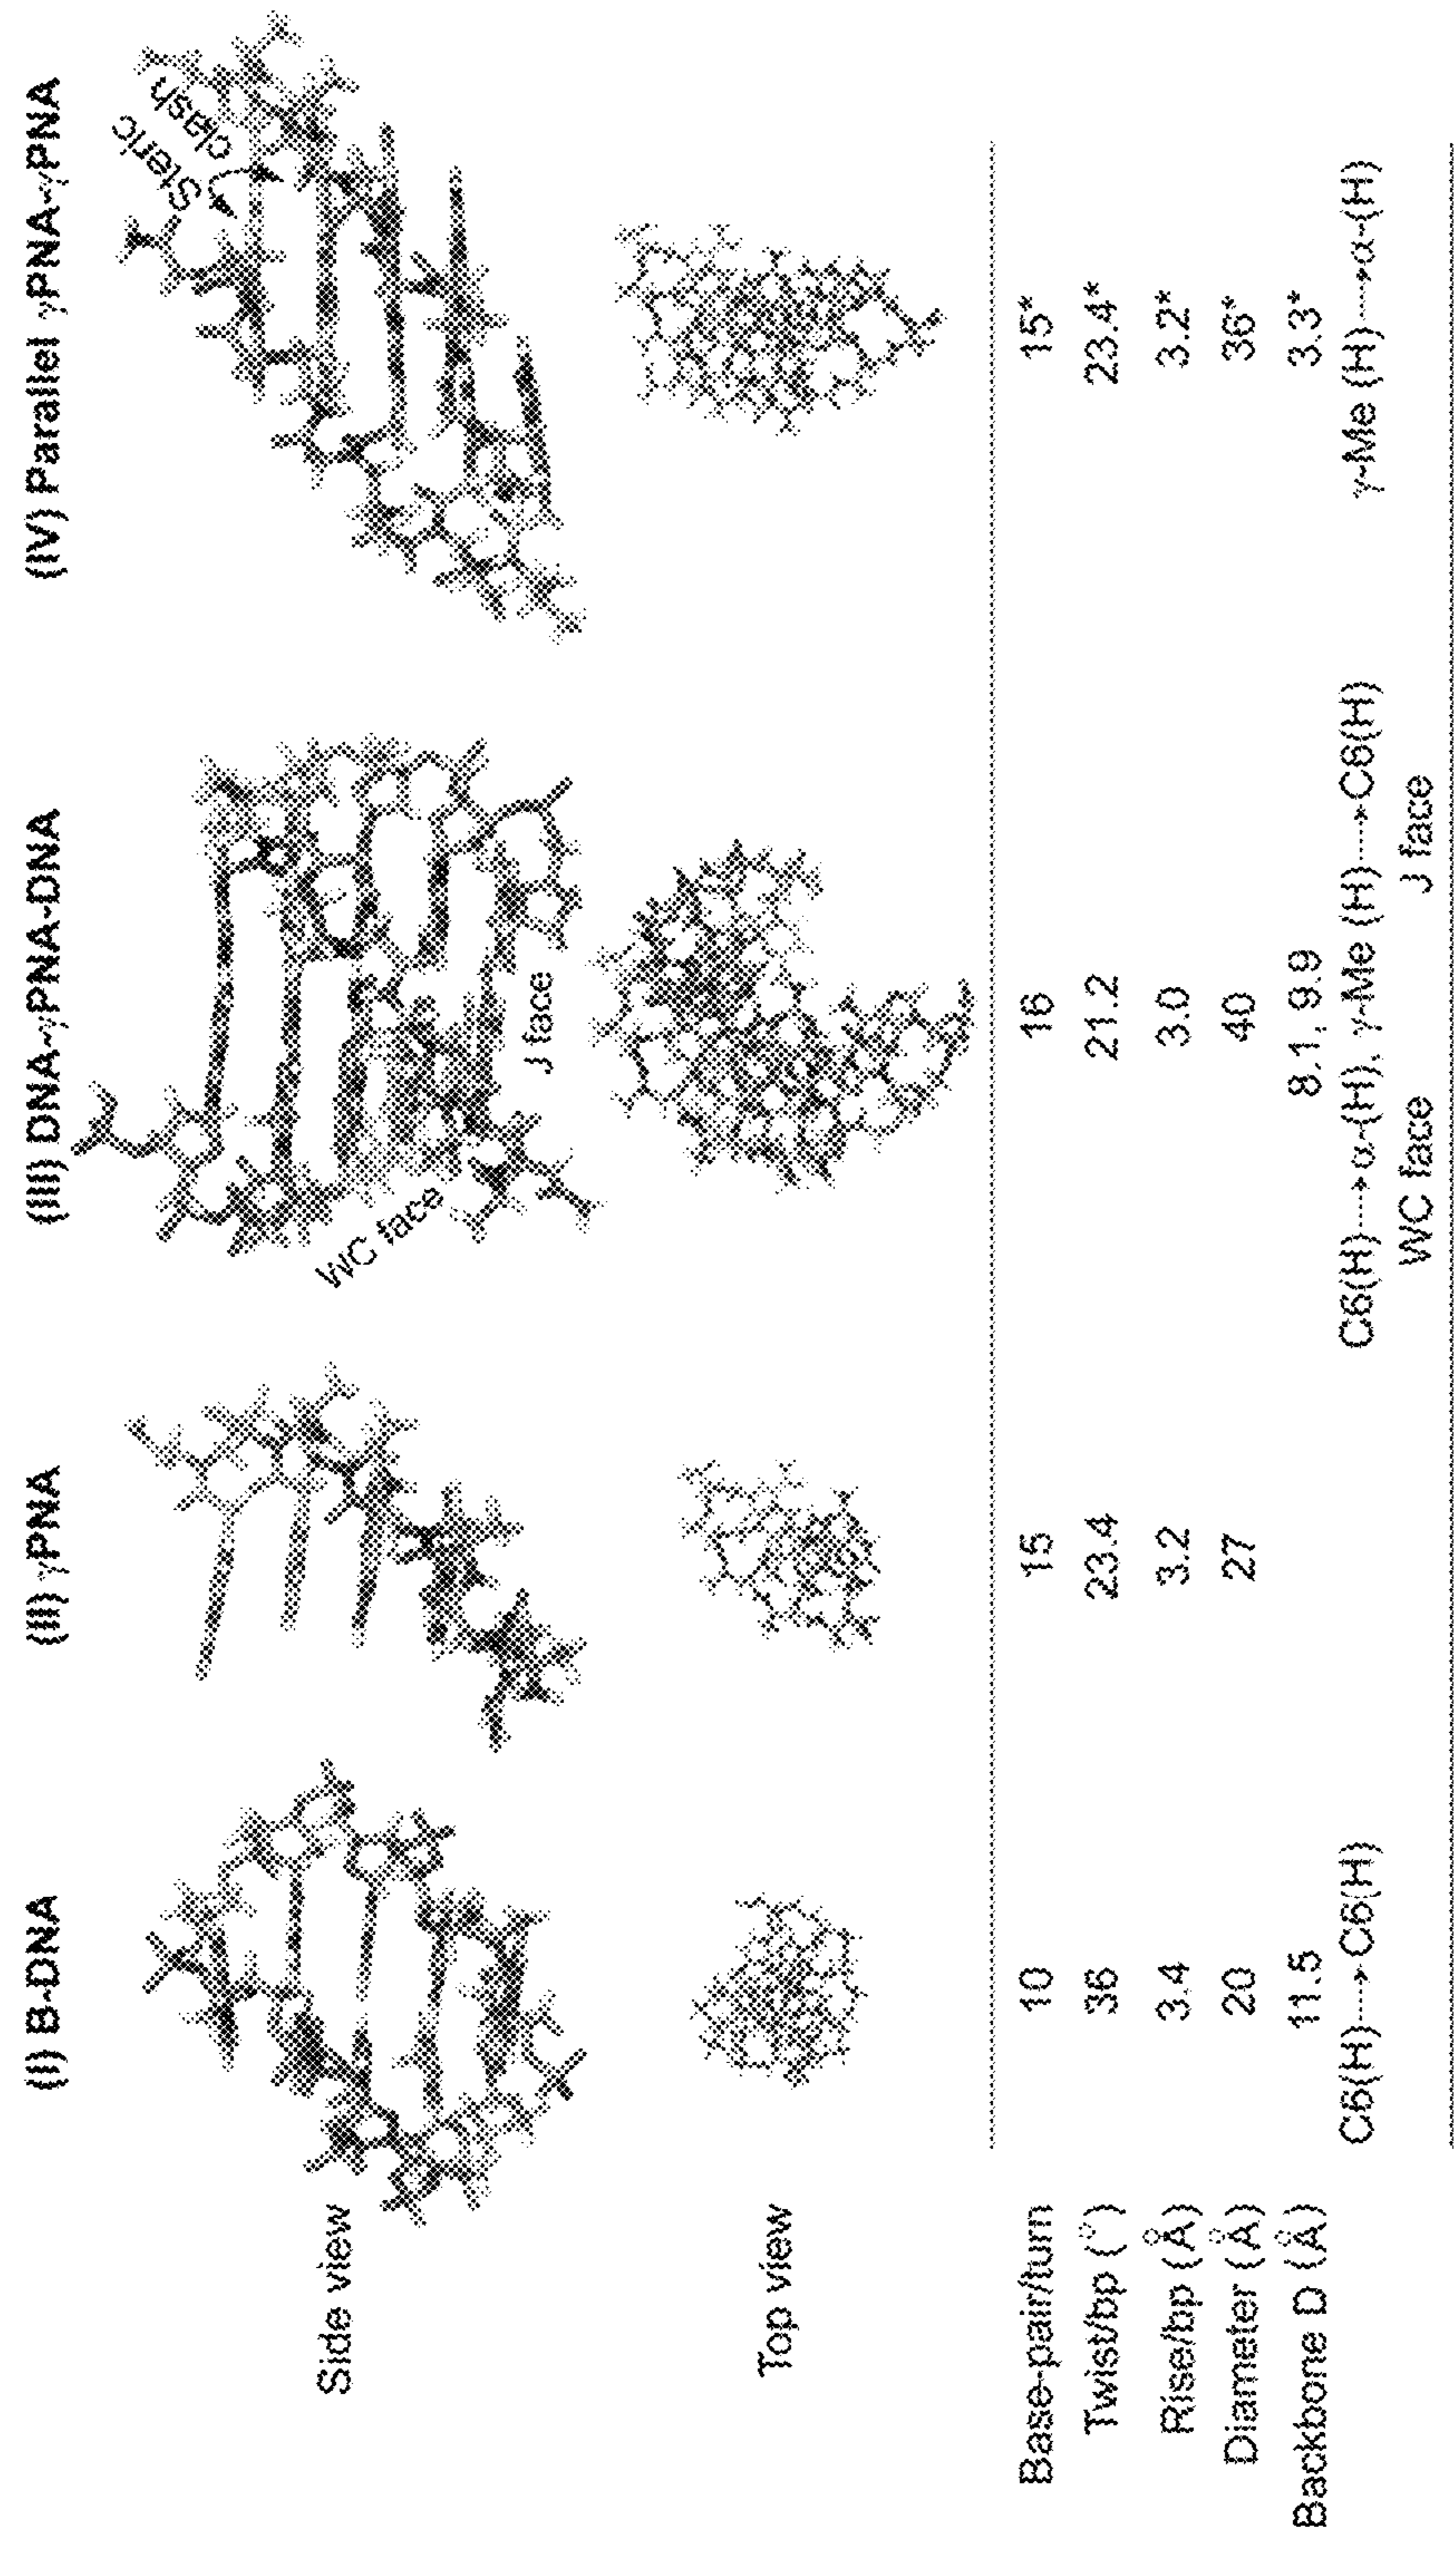 (I) B-DNA
(II) γPNA
(III) DNA-γPNA-DNA
(IV) Parallel γPNA-γPNA
Side view
WC face
J face
Steric
clash
Top view
Base-pair/turn 10 15 16 15*
Twist/bp (°) 36 23.4 21.2 23.4*
Rise/bp (Å) 3.4 3.2 3.0 3.2*
Diameter (Å) 20 27 40 36*
Backbone D (Å) 11.5 8.1, 9.9 3.3*
C6(H)----→C6(H) C6(H)----→α-(H), γ-Me (H)----→C6(H) γ-Me (H)----→α-(H)
WC face J face